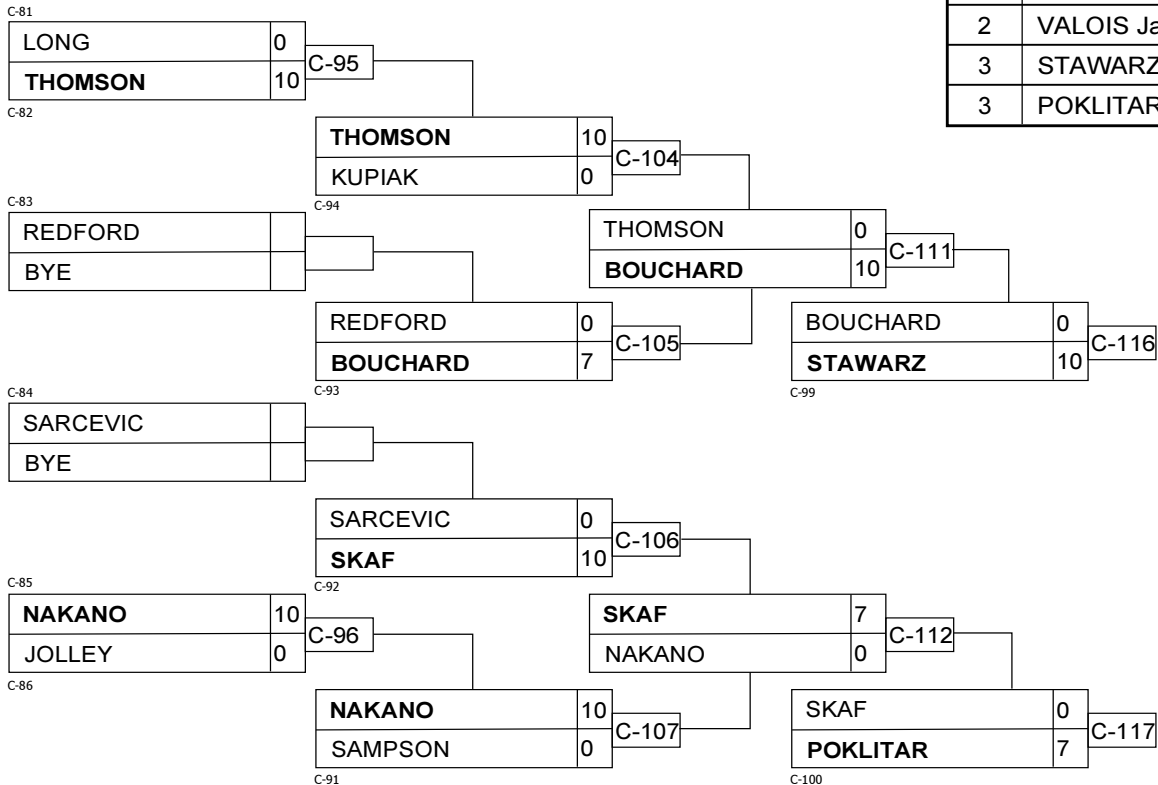 C-81
LONG 0
THOMSON 10
C-95
C-82
2 VALOIS Ja
3 STAWARZ
3 POKLITAR
THOMSON 10
KUPIAK 0
C-104
C-94
C-83
REDFORD
BYE
THOMSON 0
BOUCHARD 10
C-111
REDFORD 0
BOUCHARD 7
C-105
C-93
BOUCHARD 0
STAWARZ 10
C-116
C-99
C-84
SARCEVIC
BYE
SARCEVIC 0
SKAF 10
C-106
C-92
C-85
NAKANO 10
JOLLEY 0
C-96
C-86
SKAF 7
NAKANO 0
C-112
NAKANO 10
SAMPSON 0
C-107
C-91
SKAF 0
POKLITAR 7
C-117
C-100